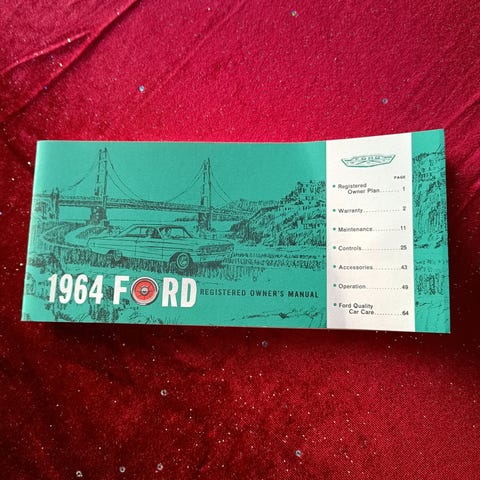 1964 FORD REGISTERED OWNER'S MANUAL
FORD
PAGE
• Registered
Owner Plan........1
• Warranty..........2
• Maintenance.......11
• Controls..........25
• Accessories.......43
• Operation.........49
• Ford Quality
Car Care........64